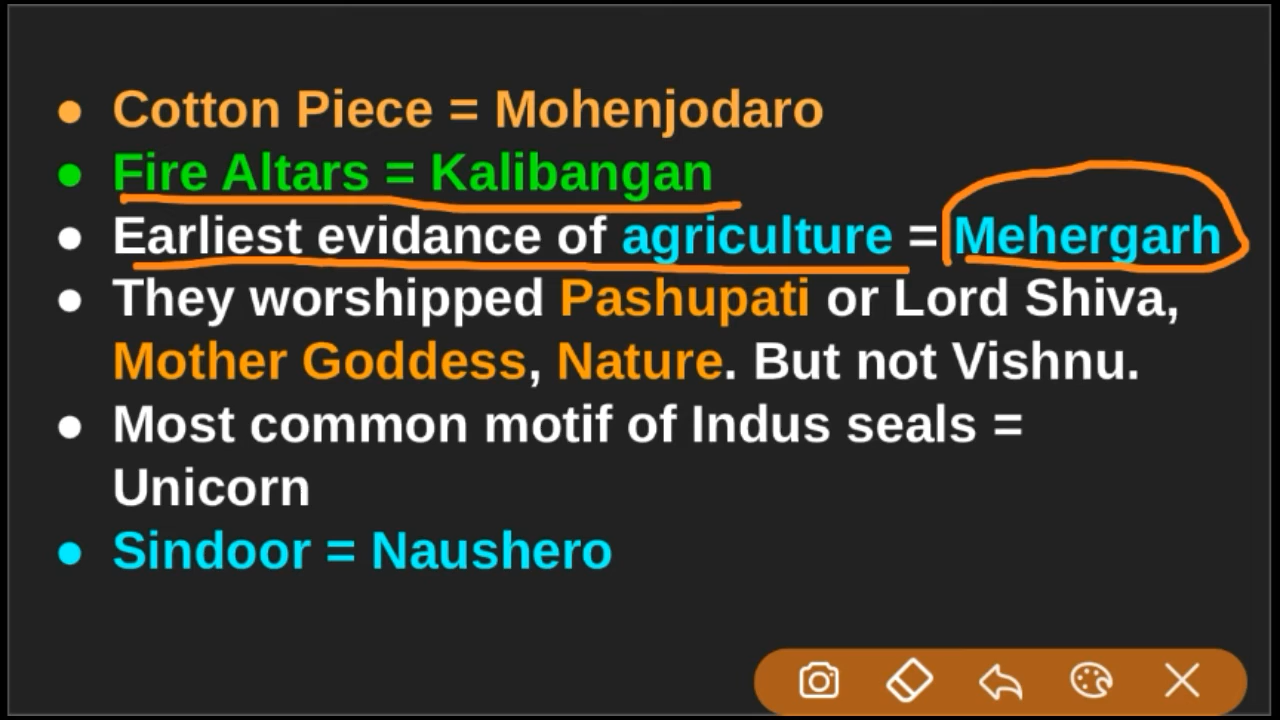 ● Cotton Piece = Mohenjodaro
● Fire Altars = Kalibangan
● Earliest evidance of agriculture = Mehergarh
● They worshipped Pashupati or Lord Shiva,
Mother Goddess, Nature. But not Vishnu.
● Most common motif of Indus seals =
Unicorn
● Sindoor = Naushero